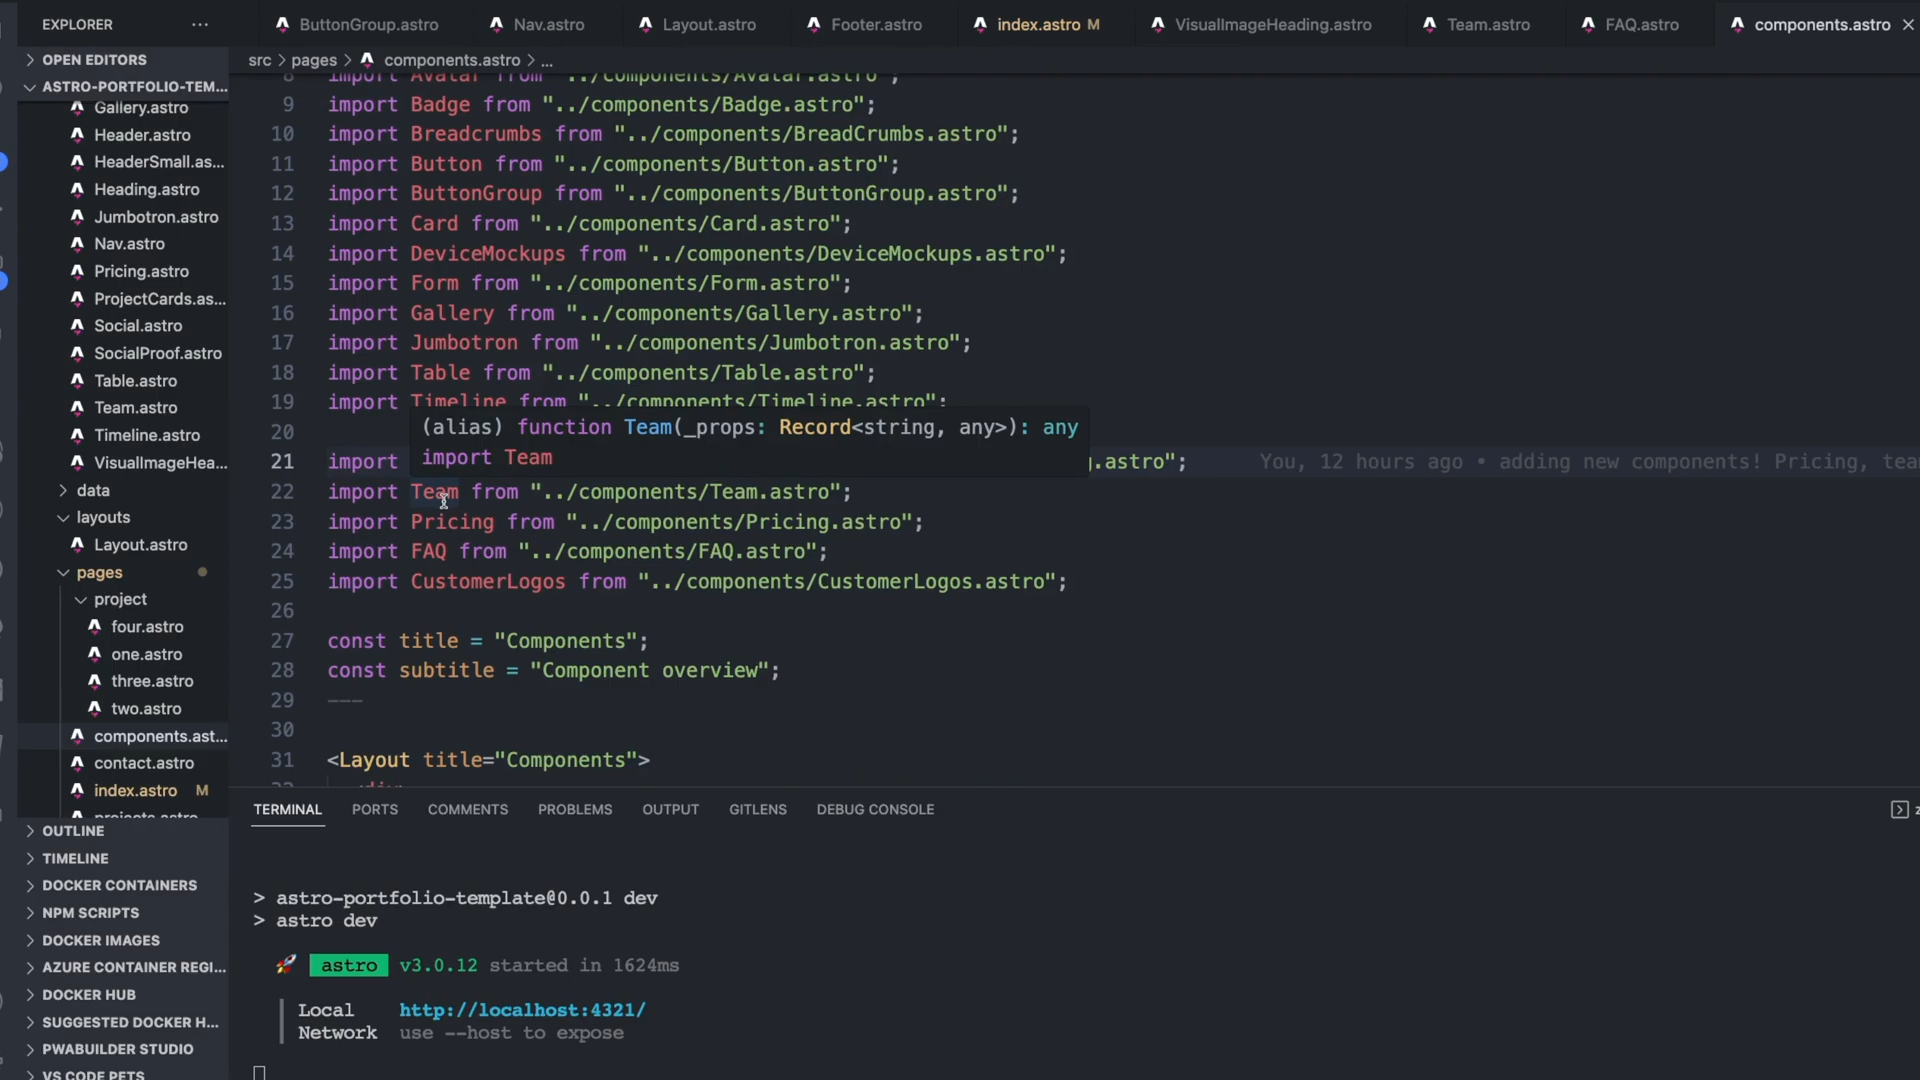 EXPLORER
ButtonGroup.astro
Nav.astro
Layout.astro
Footer.astro
index.astro M
VisualImageHeading.astro
Team.astro
FAQ.astro
components.astro
OPEN EDITORS
ASTRO-PORTFOLIO-TEM...
Gallery.astro
Header.astro
HeaderSmall.as...
Heading.astro
Jumbotron.astro
Nav.astro
Pricing.astro
ProjectCards.as...
Social.astro
SocialProof.astro
Table.astro
Team.astro
Timeline.astro
VisualImageHea...
data
layouts
Layout.astro
pages
project
four.astro
one.astro
three.astro
two.astro
components.ast...
contact.astro
index.astro M
projects.astro
OUTLINE
TIMELINE
DOCKER CONTAINERS
NPM SCRIPTS
DOCKER IMAGES
AZURE CONTAINER REGI...
DOCKER HUB
SUGGESTED DOCKER H...
PWABUILDER STUDIO
VS CODE PETS
src > pages > components.astro > ...
8 import Avatar from "../components/Avatar.astro";
9 import Badge from "../components/Badge.astro";
10 import Breadcrumbs from "../components/BreadCrumbs.astro";
11 import Button from "../components/Button.astro";
12 import ButtonGroup from "../components/ButtonGroup.astro";
13 import Card from "../components/Card.astro";
14 import DeviceMockups from "../components/DeviceMockups.astro";
15 import Form from "../components/Form.astro";
16 import Gallery from "../components/Gallery.astro";
17 import Jumbotron from "../components/Jumbotron.astro";
18 import Table from "../components/Table.astro";
19 import Timeline from "../components/Timeline.astro";
20
(alias) function Team(_props: Record<string, any>): any
import Team
21 import .astro"; You, 12 hours ago • adding new components! Pricing,
22 import Team from "../components/Team.astro";
23 import Pricing from "../components/Pricing.astro";
24 import FAQ from "../components/FAQ.astro";
25 import CustomerLogos from "../components/CustomerLogos.astro";
26
27 const title = "Components";
28 const subtitle = "Component overview";
29 ---
30
31 <Layout title="Components">
32 <div
TERMINAL
PORTS
COMMENTS
PROBLEMS
OUTPUT
GITLENS
DEBUG CONSOLE
> astro-portfolio-template@0.0.1 dev
> astro dev
🚀 astro v3.0.12 started in 1624ms
Local http://localhost:4321/
Network use --host to expose